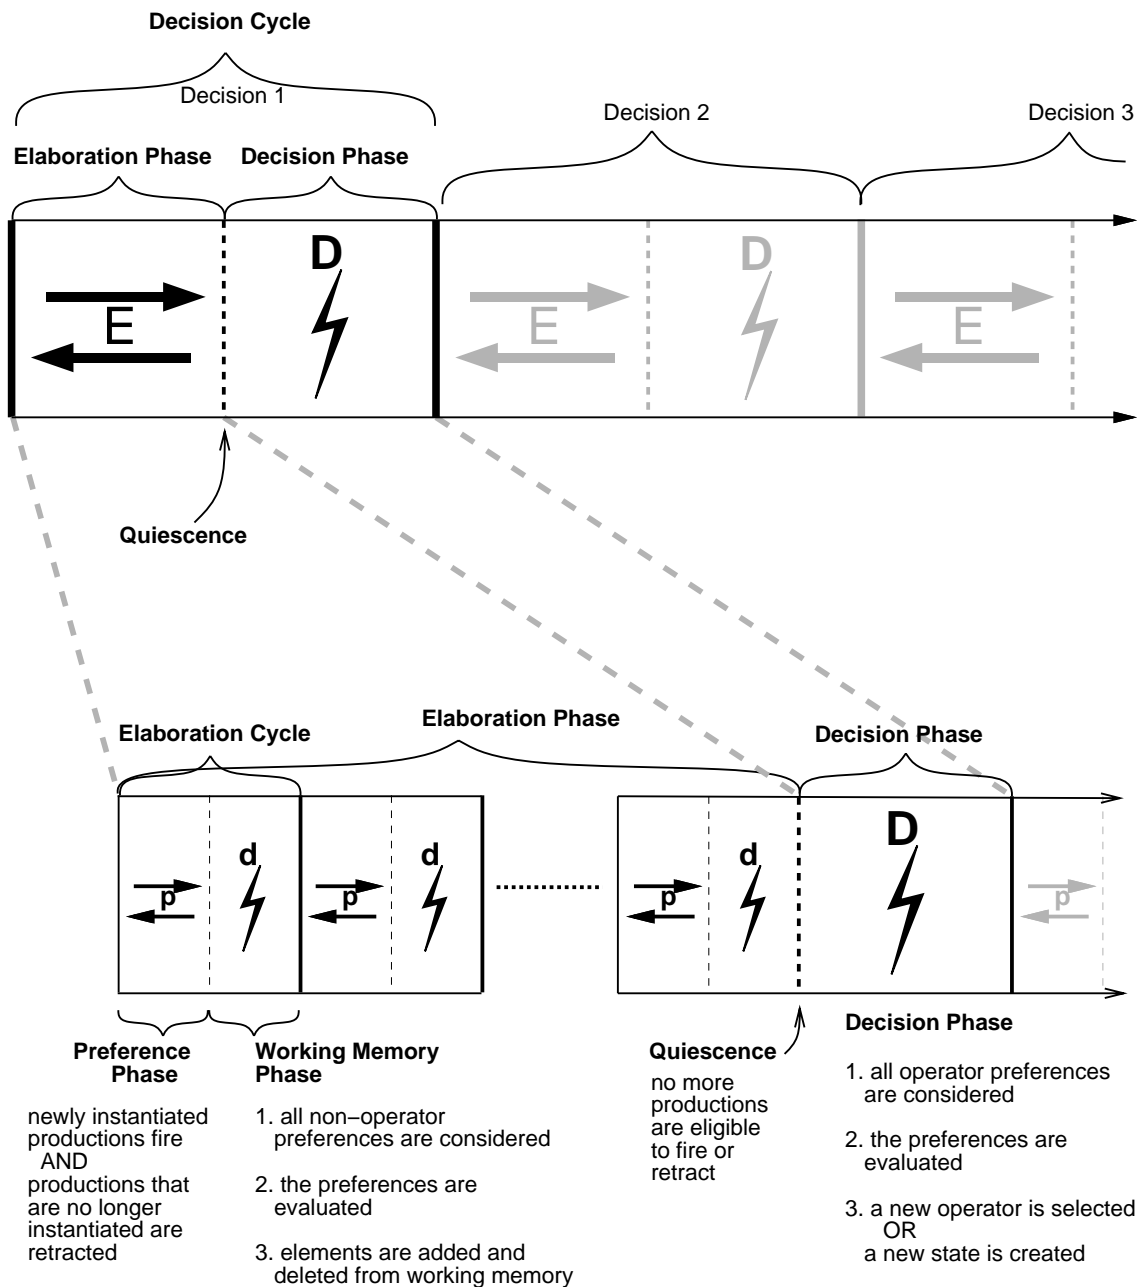 Decision Cycle
Decision 1
Decision 2
Decision 3
Elaboration Phase
Decision Phase
D
D
E
E
E
Quiescence
Elaboration Phase
Elaboration Cycle
Decision Phase
D
d
d
d
p
p
p
p
Preference
Phase
newly instantiated
productions fire
AND
productions that
are no longer
instantiated are
retracted
Working Memory
Phase
1. all non−operator
preferences are considered
2. the preferences are
evaluated
3. elements are added and
deleted from working memory
Quiescence
no more
productions
are eligible
to fire or
retract
Decision Phase
1. all operator preferences
are considered
2. the preferences are
evaluated
3. a new operator is selected
OR
a new state is created